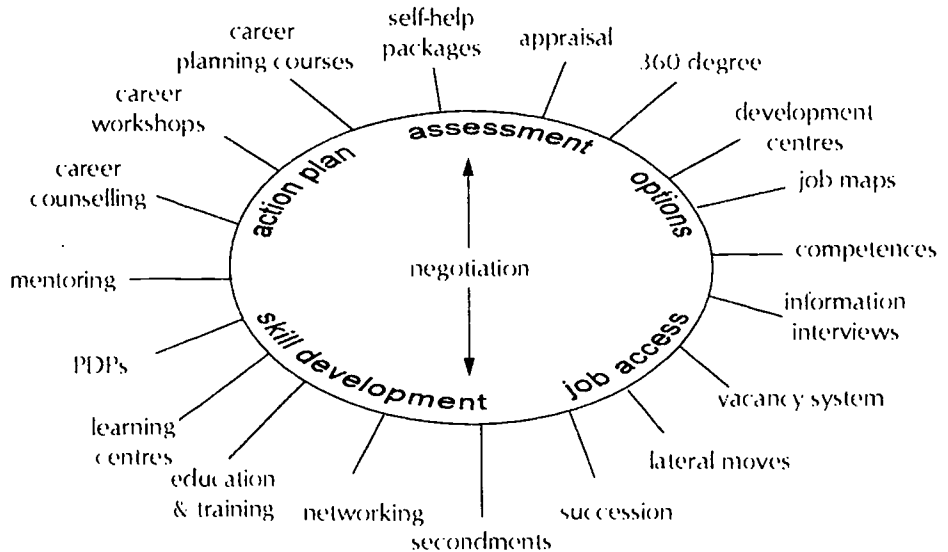 self-help
packages
appraisal
360 degree
development
centres
job maps
competences
information
interviews
vacancy system
lateral moves
succession
secondments
networking
education
& training
learning
centres
PDPs
mentoring
career
counselling
career
workshops
career
planning courses
assessment
options
job access
skill development
action plan
negotiation